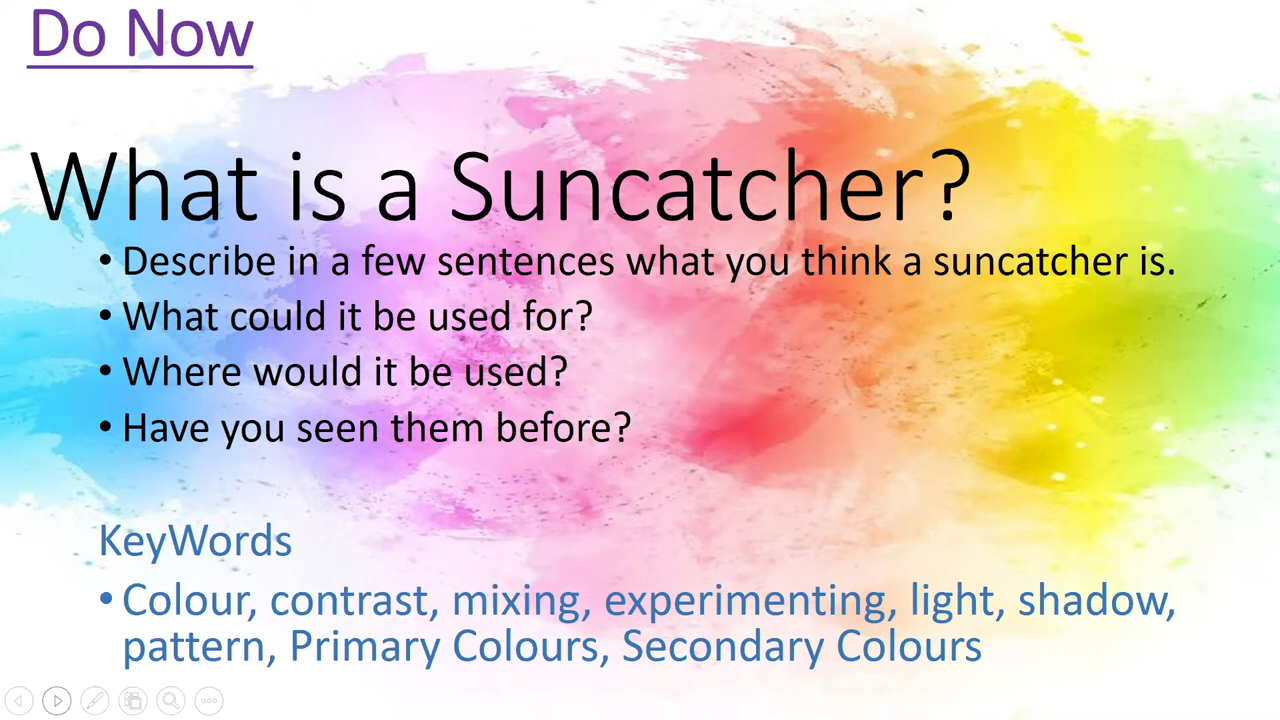 Do Now
What is a Suncatcher?
• Describe in a few sentences what you think a suncatcher is.
• What could it be used for?
• Where would it be used?
• Have you seen them before?
KeyWords
• Colour, contrast, mixing, experimenting, light, shadow,
pattern, Primary Colours, Secondary Colours